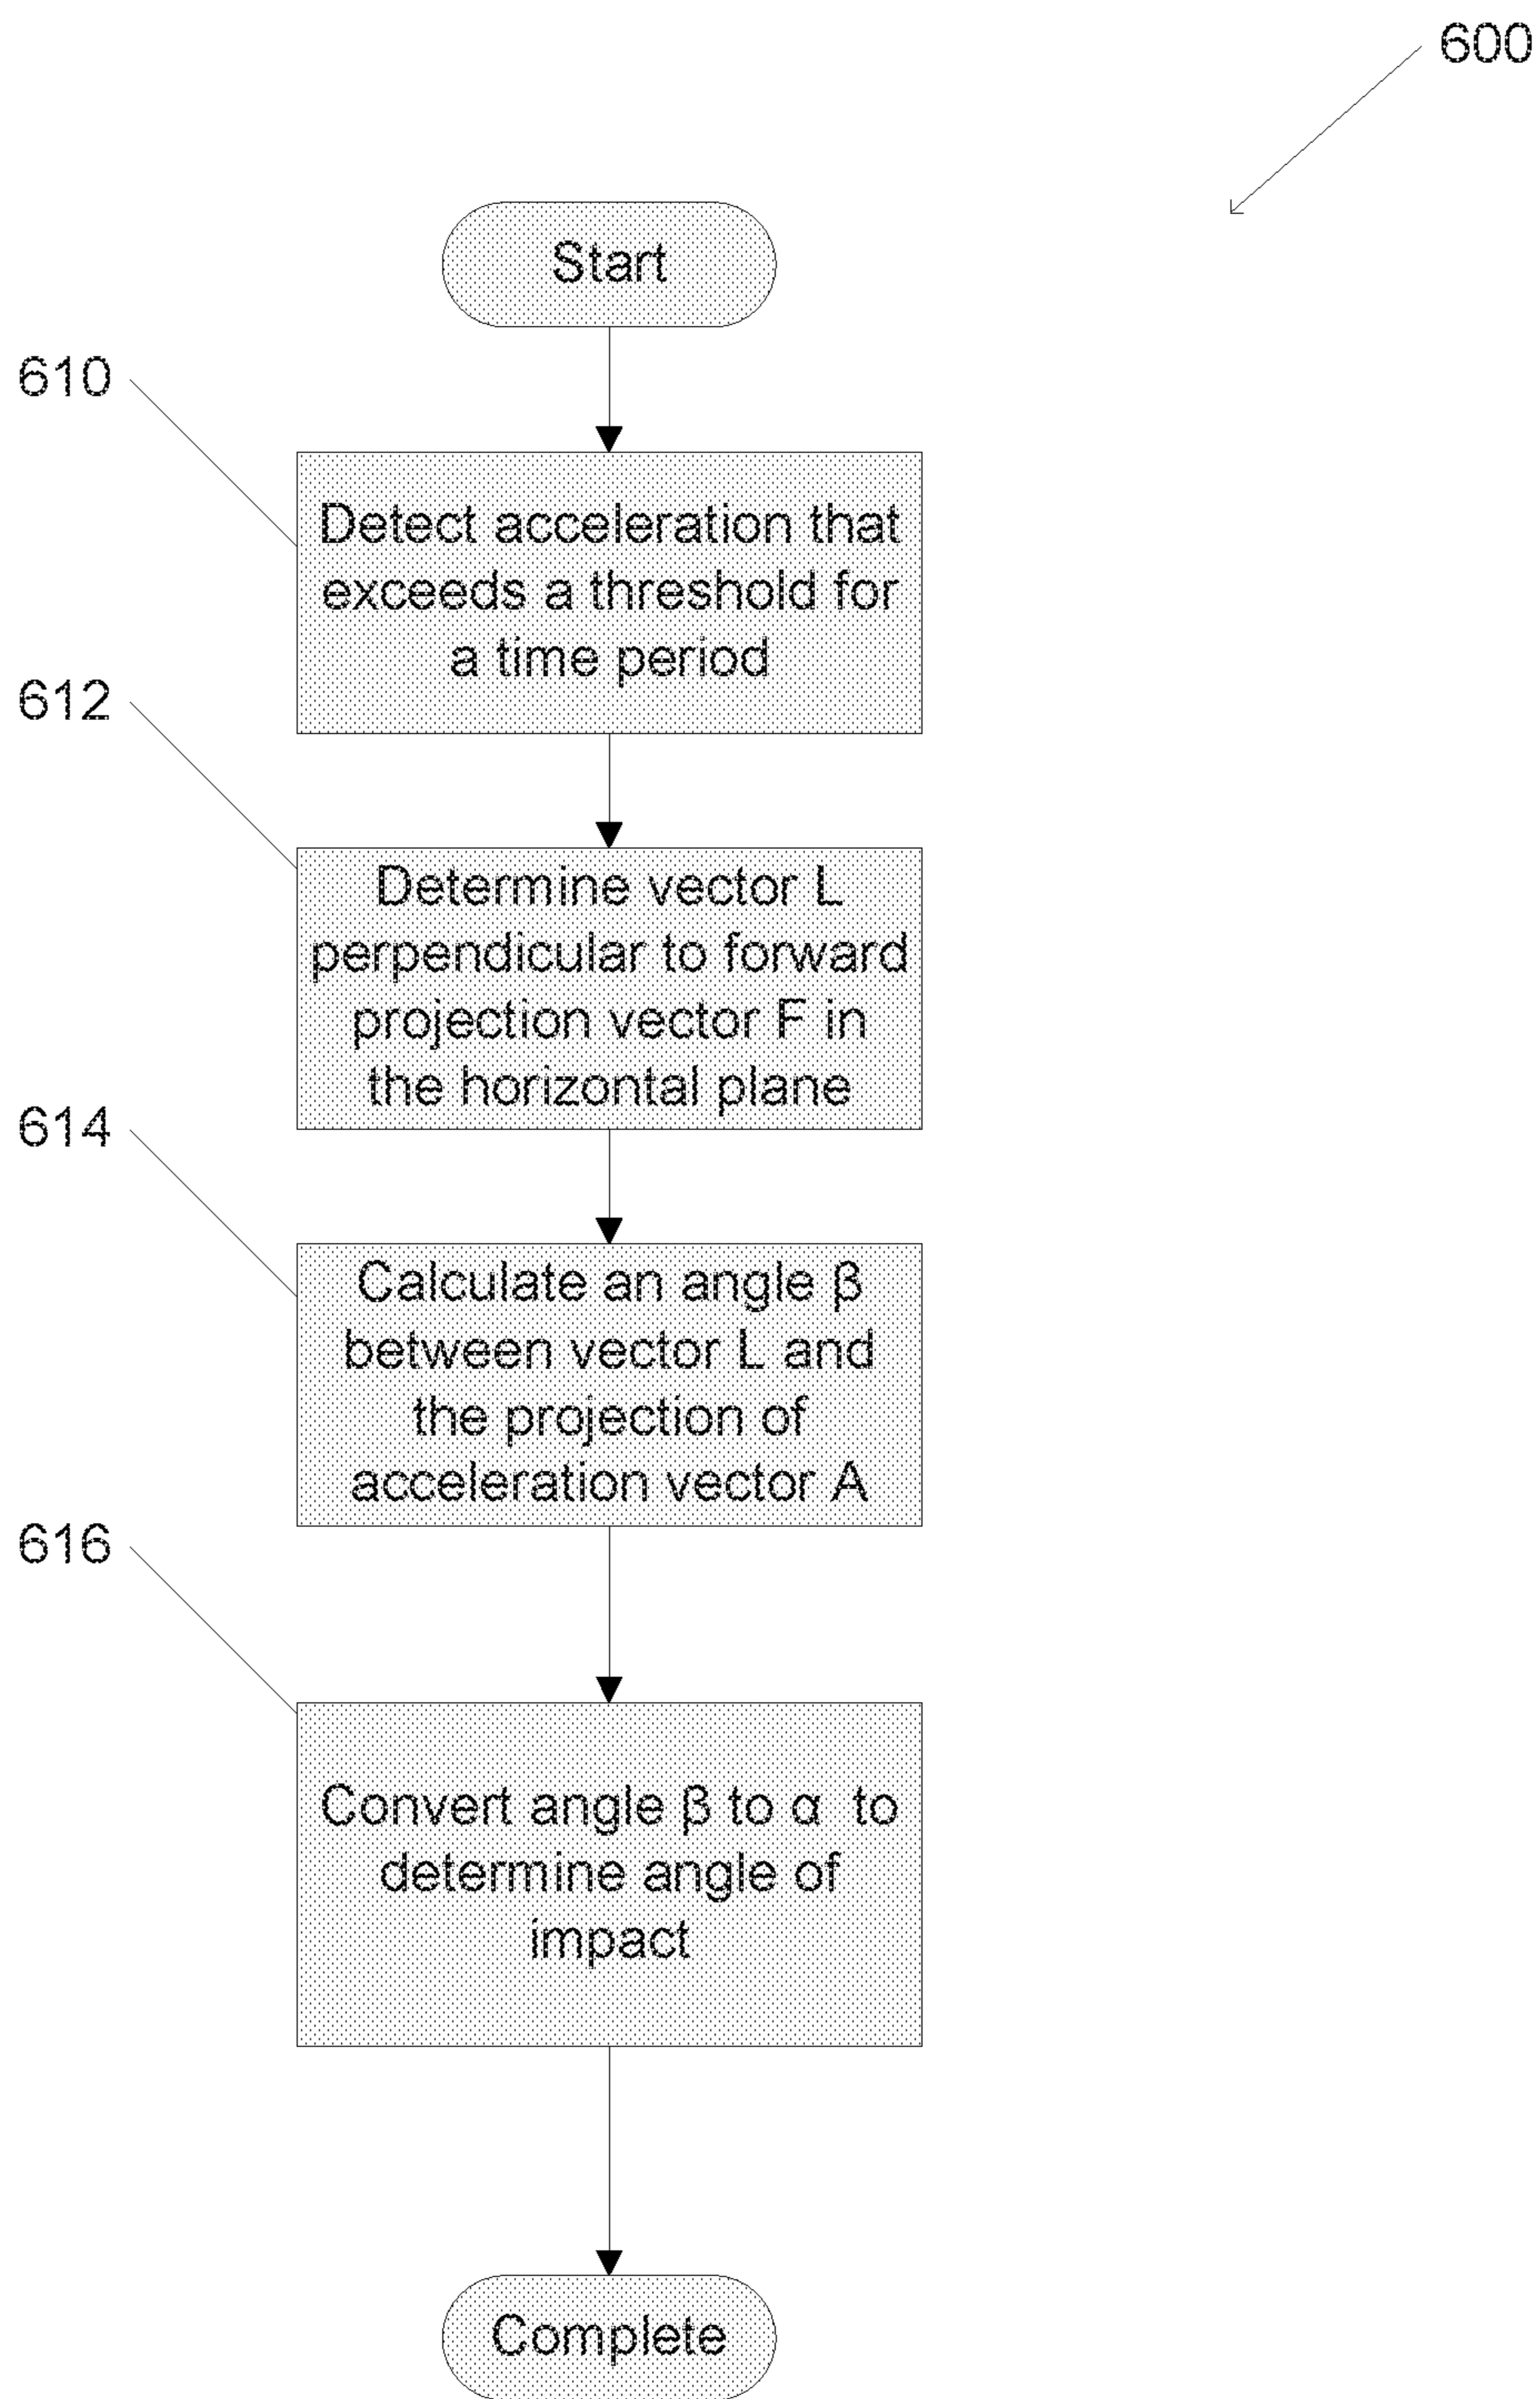 600
Start
610
Detect acceleration that
exceeds a threshold for
a time period
612
Determine vector L
perpendicular to forward
projection vector F in
the horizontal plane
614
Calculate an angle β
between vector L and
the projection of
acceleration vector A
616
Convert angle β to α to
determine angle of
impact
Complete